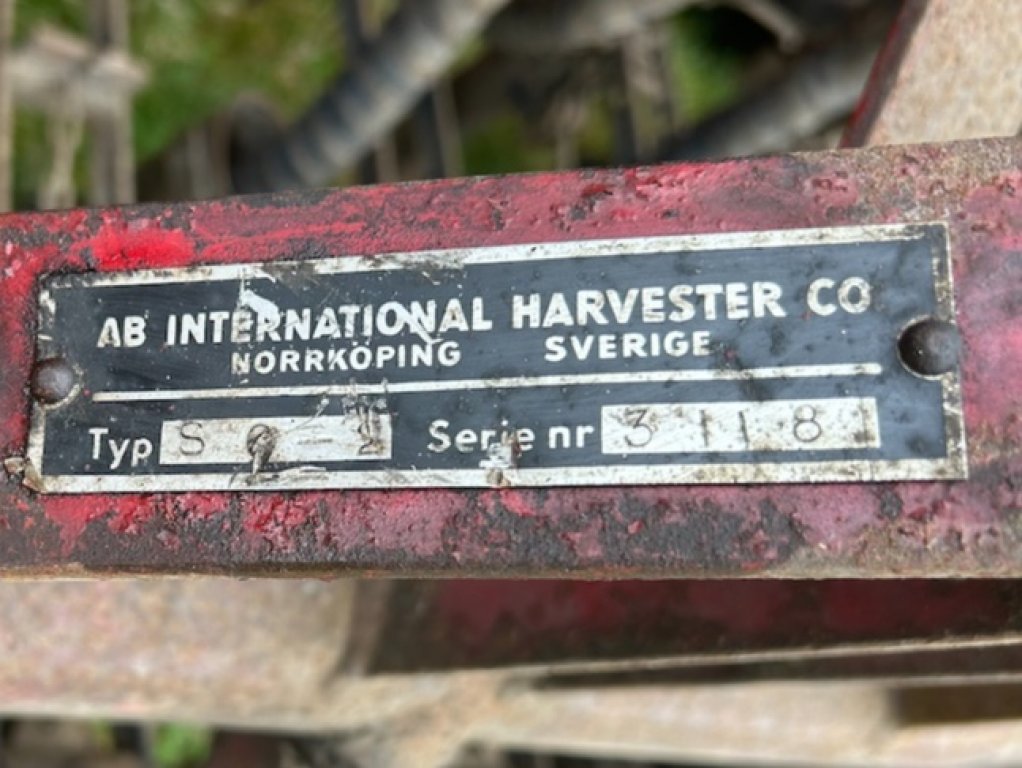 AB INTERNATIONAL HARVESTER CO
NORRKÖPING SVERIGE
Typ Serie nr 3118